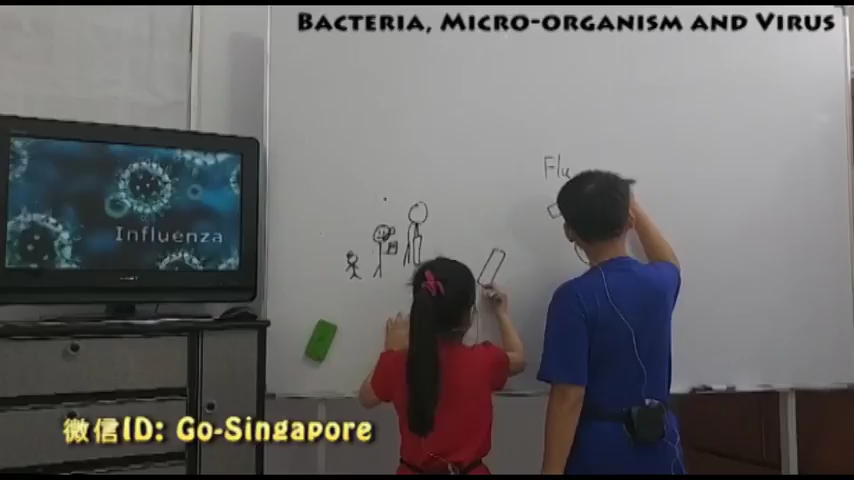 BACTERIA, MICRO-ORGANISM AND VIRUS
Flu
Influenza
微信ID: Go-Singapore